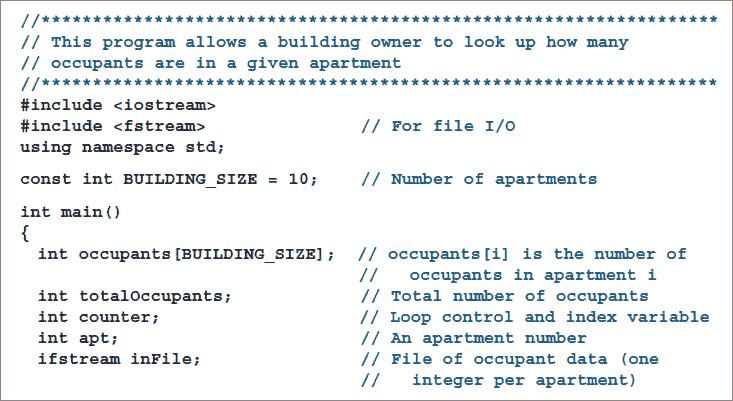 //******************************************************************
// This program allows a building owner to look up how many
// occupants are in a given apartment
//******************************************************************
#include <iostream>
#include <fstream>               // For file I/O
using namespace std;
const int BUILDING_SIZE = 10;    // Number of apartments
int main()
{
  int occupants[BUILDING_SIZE];  // occupants[i] is the number of
                                 //   occupants in apartment i
  int totalOccupants;            // Total number of occupants
  int counter;                   // Loop control and index variable
  int apt;                       // An apartment number
  ifstream inFile;               // File of occupant data (one
                                 //   integer per apartment)